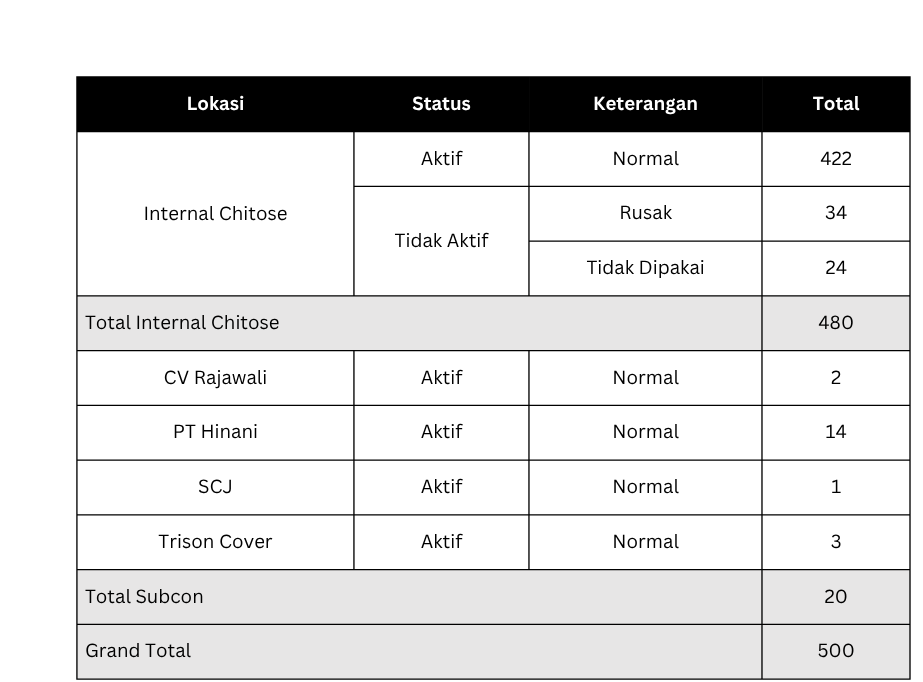 Lokasi Status Keterangan Total
Internal Chitose Aktif Normal 422
Tidak Aktif Rusak 34
Tidak Dipakai 24
Total Internal Chitose 480
CV Rajawali Aktif Normal 2
PT Hinani Aktif Normal 14
SCJ Aktif Normal 1
Trison Cover Aktif Normal 3
Total Subcon 20
Grand Total 500